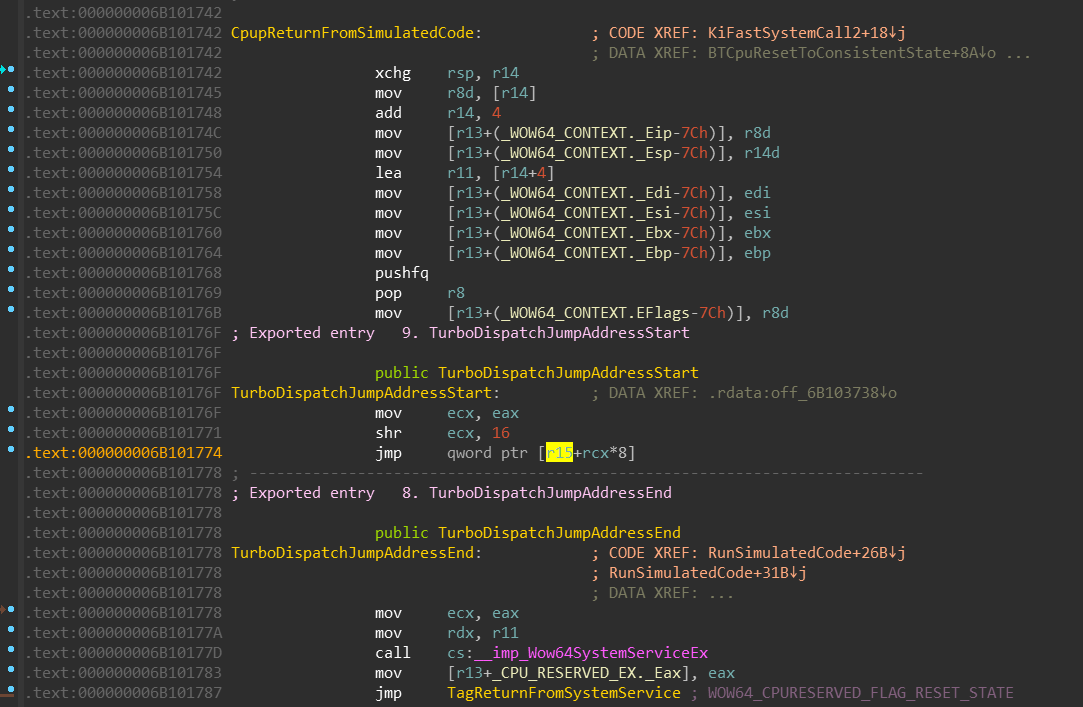 .text:000000006B101742
.text:000000006B101742 CpupReturnFromSimulatedCode: ; CODE XREF: KiFastSystemCall2+18↓j
.text:000000006B101742 ; DATA XREF: BTCpuResetToConsistentState+8A↓o ...
.text:000000006B101742 xchg rsp, r14
.text:000000006B101745 mov r8d, [r14]
.text:000000006B101748 add r14, 4
.text:000000006B10174C mov [r13+(_WOW64_CONTEXT._Eip-7Ch)], r8d
.text:000000006B101750 mov [r13+(_WOW64_CONTEXT._Esp-7Ch)], r14d
.text:000000006B101754 lea r11, [r14+4]
.text:000000006B101758 mov [r13+(_WOW64_CONTEXT._Edi-7Ch)], edi
.text:000000006B10175C mov [r13+(_WOW64_CONTEXT._Esi-7Ch)], esi
.text:000000006B101760 mov [r13+(_WOW64_CONTEXT._Ebx-7Ch)], ebx
.text:000000006B101764 mov [r13+(_WOW64_CONTEXT._Ebp-7Ch)], ebp
.text:000000006B101768 pushfq
.text:000000006B101769 pop r8
.text:000000006B10176B mov [r13+(_WOW64_CONTEXT.EFlags-7Ch)], r8d
.text:000000006B10176F ; Exported entry 9. TurboDispatchJumpAddressStart
.text:000000006B10176F
.text:000000006B10176F public TurboDispatchJumpAddressStart
.text:000000006B10176F TurboDispatchJumpAddressStart: ; DATA XREF: .rdata:off_6B103738↓o
.text:000000006B10176F mov ecx, eax
.text:000000006B101771 shr ecx, 16
.text:000000006B101774 jmp qword ptr [r15+rcx*8]
.text:000000006B101778 ; ---------------------------------------------------------------------------
.text:000000006B101778 ; Exported entry 8. TurboDispatchJumpAddressEnd
.text:000000006B101778
.text:000000006B101778 public TurboDispatchJumpAddressEnd
.text:000000006B101778 TurboDispatchJumpAddressEnd: ; CODE XREF: RunSimulatedCode+26B↓j
.text:000000006B101778 ; RunSimulatedCode+31B↓j
.text:000000006B101778 ; DATA XREF: ...
.text:000000006B101778 mov ecx, eax
.text:000000006B10177A mov rdx, r11
.text:000000006B10177D call cs:__imp_Wow64SystemServiceEx
.text:000000006B101783 mov [r13+_CPU_RESERVED_EX._Eax], eax
.text:000000006B101787 jmp TagReturnFromSystemService ; WOW64_CPURESERVED_FLAG_RESET_STATE